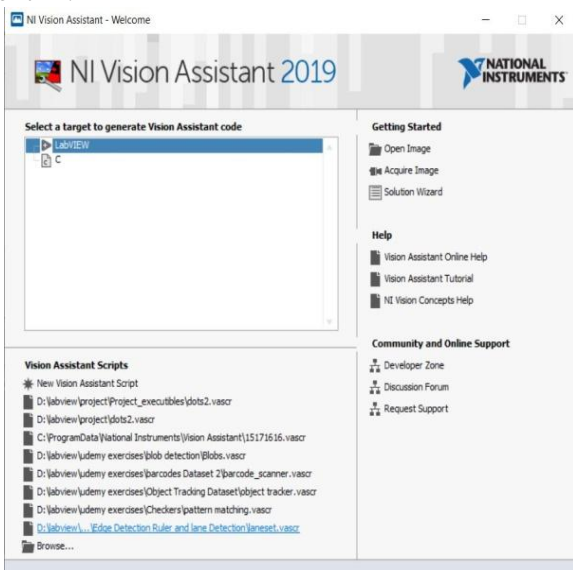 NI Vision Assistant - Welcome
NI Vision Assistant 2019
NATIONAL
INSTRUMENTS
Select a target to generate Vision Assistant code
LabVIEW
C
Getting Started
Open Image
Acquire Image
Solution Wizard
Help
Vision Assistant Online Help
Vision Assistant Tutorial
NI Vision Concepts Help
Community and Online Support
Developer Zone
Discussion Forum
Request Support
Vision Assistant Scripts
New Vision Assistant Script
D:\labview\project\Project_executibles\dots2.vascr
D:\labview\project\dots2.vascr
C:\ProgramData\National Instruments\Vision Assistant\15171616.vascr
D:\labview\udemy exercises\blob detection\Blobs.vascr
D:\labview\udemy exercises\barcodes Dataset 2\barcode_scanner.vascr
D:\labview\udemy exercises\Object Tracking Dataset\object tracker.vascr
D:\labview\udemy exercises\Checkers\pattern matching.vascr
D:\labview\...\Edge Detection Ruler and lane Detection\laneset.vascr
Browse...